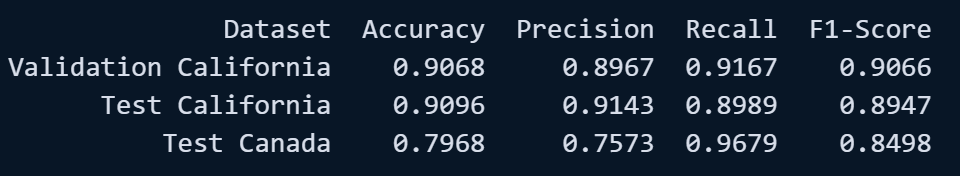 Dataset Accuracy Precision Recall F1-Score
Validation California 0.9068 0.8967 0.9167 0.9066
Test California 0.9096 0.9143 0.8989 0.8947
Test Canada 0.7968 0.7573 0.9679 0.8498